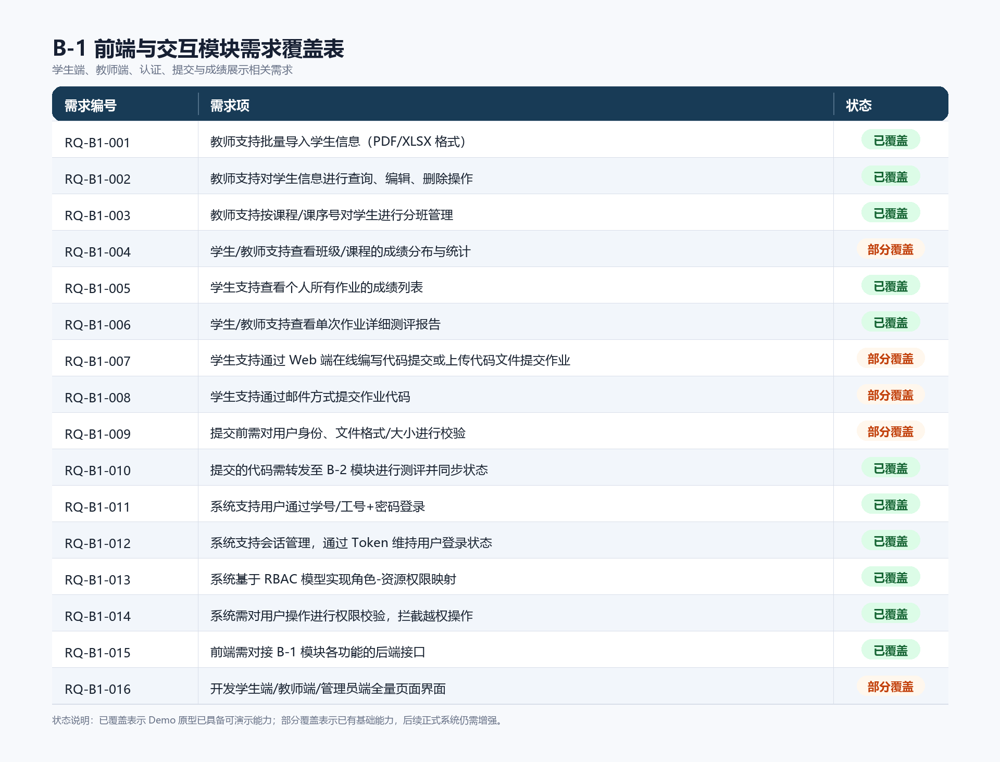 B-1 前端与交互模块需求覆盖表
学生端、教师端、认证、提交与成绩展示相关需求
需求编号 需求项 状态
RQ-B1-001 教师支持批量导入学生信息（PDF/XLSX 格式） 已覆盖
RQ-B1-002 教师支持对学生信息进行查询、编辑、删除操作 已覆盖
RQ-B1-003 教师支持按课程/课序号对学生进行分班管理 已覆盖
RQ-B1-004 学生/教师支持查看班级/课程的成绩分布与统计 部分覆盖
RQ-B1-005 学生支持查看个人所有作业的成绩列表 已覆盖
RQ-B1-006 学生/教师支持查看单次作业详细测评报告 已覆盖
RQ-B1-007 学生支持通过 Web 端在线编写代码提交或上传代码文件提交作业 部分覆盖
RQ-B1-008 学生支持通过邮件方式提交作业代码 部分覆盖
RQ-B1-009 提交前需对用户身份、文件格式/大小进行校验 部分覆盖
RQ-B1-010 提交的代码需转发至 B-2 模块进行测评并同步状态 已覆盖
RQ-B1-011 系统支持用户通过学号/工号+密码登录 已覆盖
RQ-B1-012 系统支持会话管理，通过 Token 维持用户登录状态 已覆盖
RQ-B1-013 系统基于 RBAC 模型实现角色-资源权限映射 已覆盖
RQ-B1-014 系统需对用户操作进行权限校验，拦截越权操作 已覆盖
RQ-B1-015 前端需对接 B-1 模块各功能的后端接口 已覆盖
RQ-B1-016 开发学生端/教师端/管理员端全量页面界面 部分覆盖
状态说明：已覆盖表示 Demo 原型已具备可演示能力；部分覆盖表示已有基础能力，后续正式系统仍需增强。